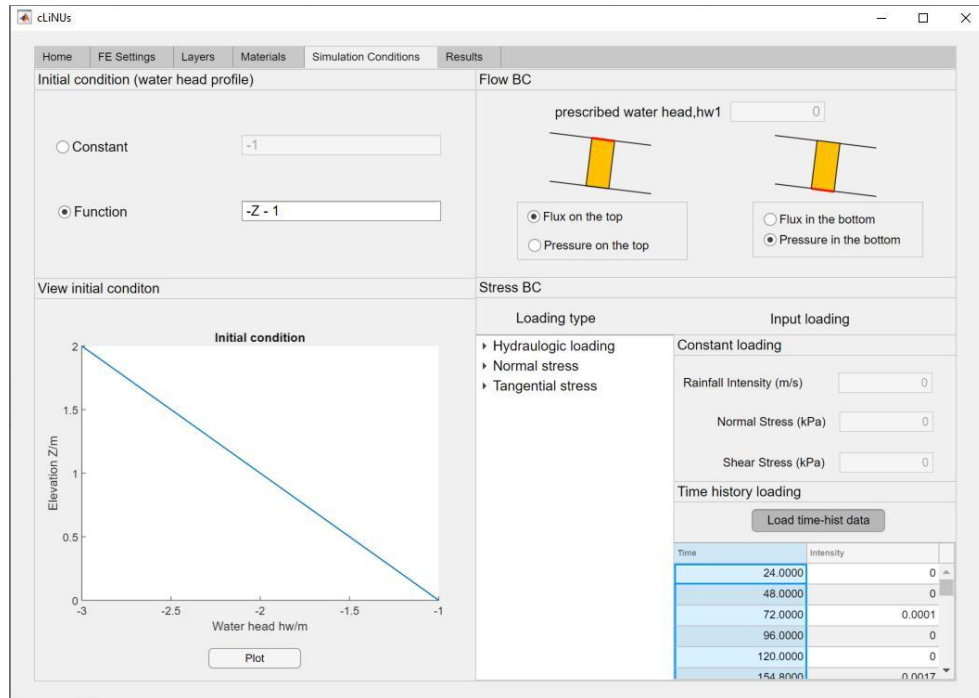 cLiNUs
Home FE Settings Layers Materials Simulation Conditions Results
Initial condition (water head profile)
Constant -1
Function -Z - 1
View initial conditon
Initial condition
2
1.5
1
0.5
0
Elevation Z/m
-3 -2.5 -2 -1.5 -1
Water head hw/m
Plot
Flow BC
prescribed water head,hw1 0
Flux on the top
Pressure on the top
Flux in the bottom
Pressure in the bottom
Stress BC
Loading type
Hydraulogic loading
Normal stress
Tangential stress
Input loading
Constant loading
Rainfall Intensity (m/s) 0
Normal Stress (kPa) 0
Shear Stress (kPa) 0
Time history loading
Load time-hist data
Time Intensity
24.0000 0
48.0000 0
72.0000 0.0001
96.0000 0
120.0000 0
154.8000 0.0017